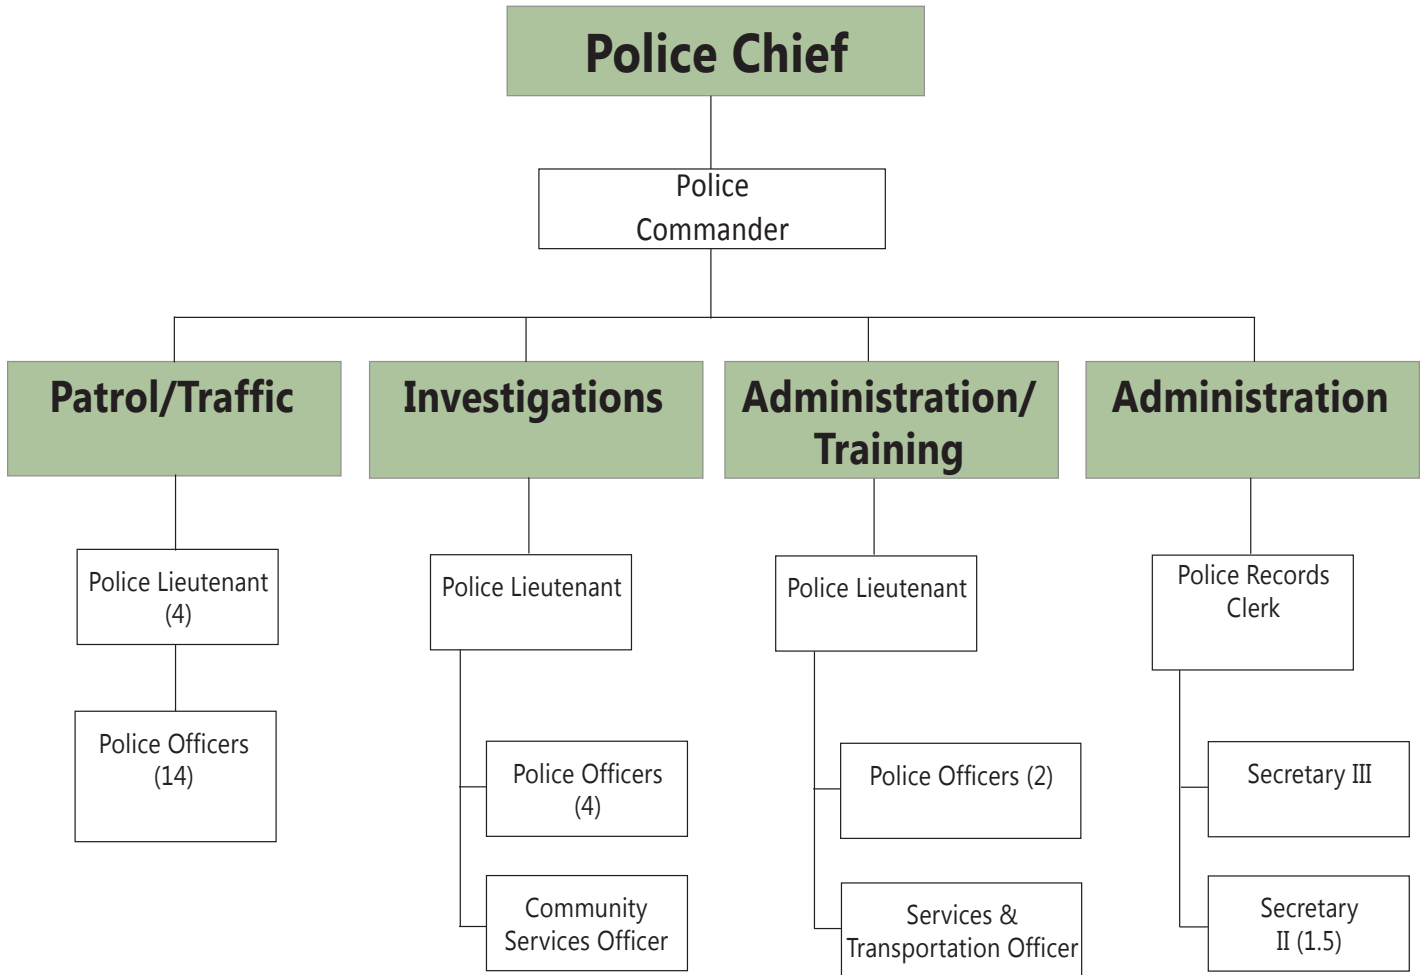 Police Chief
Police
Commander
Patrol/Traffic
Investigations
Administration/
Training
Administration
Police Lieutenant
(4)
Police Officers
(14)
Police Lieutenant
Police Officers
(4)
Community
Services Officer
Police Lieutenant
Police Officers (2)
Services &
Transportation Officer
Police Records
Clerk
Secretary III
Secretary
II (1.5)